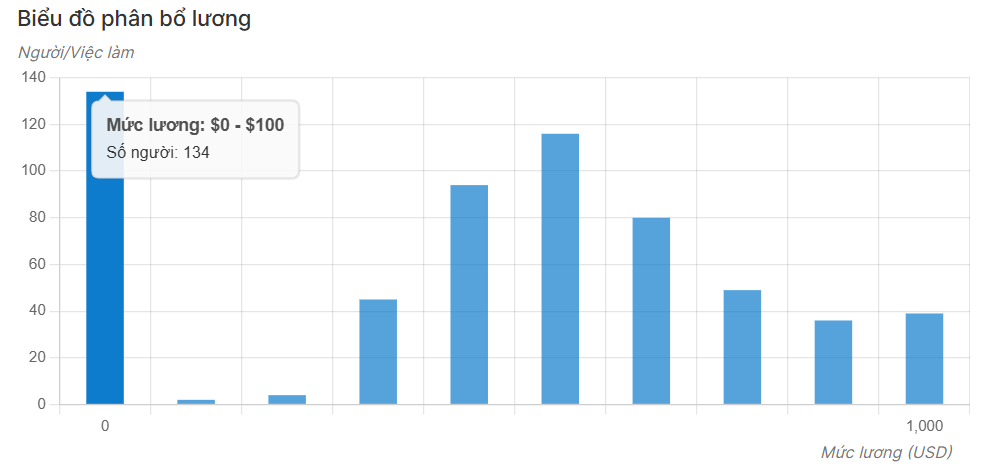 Biểu đồ phân bổ lương
Người/Việc làm
140
120
100
80
60
40
20
0
Mức lương: $0 - $100
Số người: 134
0
1,000
Mức lương (USD)